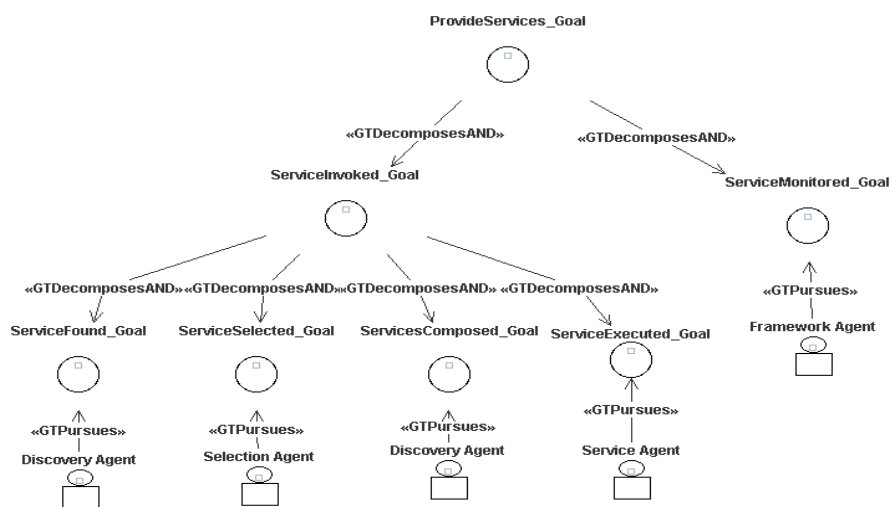 ProvideServices_Goal
«GTDecomposesAND»
«GTDecomposesAND»
ServiceInvoked_Goal
ServiceMonitored_Goal
«GTDecomposesAND»
«GTDecomposesAND»
«GTDecomposesAND»
«GTDecomposesAND»
«GTPursues»
ServiceFound_Goal
ServiceSelected_Goal
ServicesComposed_Goal
ServiceExecuted_Goal
Framework Agent
«GTPursues»
«GTPursues»
«GTPursues»
«GTPursues»
Discovery Agent
Selection Agent
Discovery Agent
Service Agent